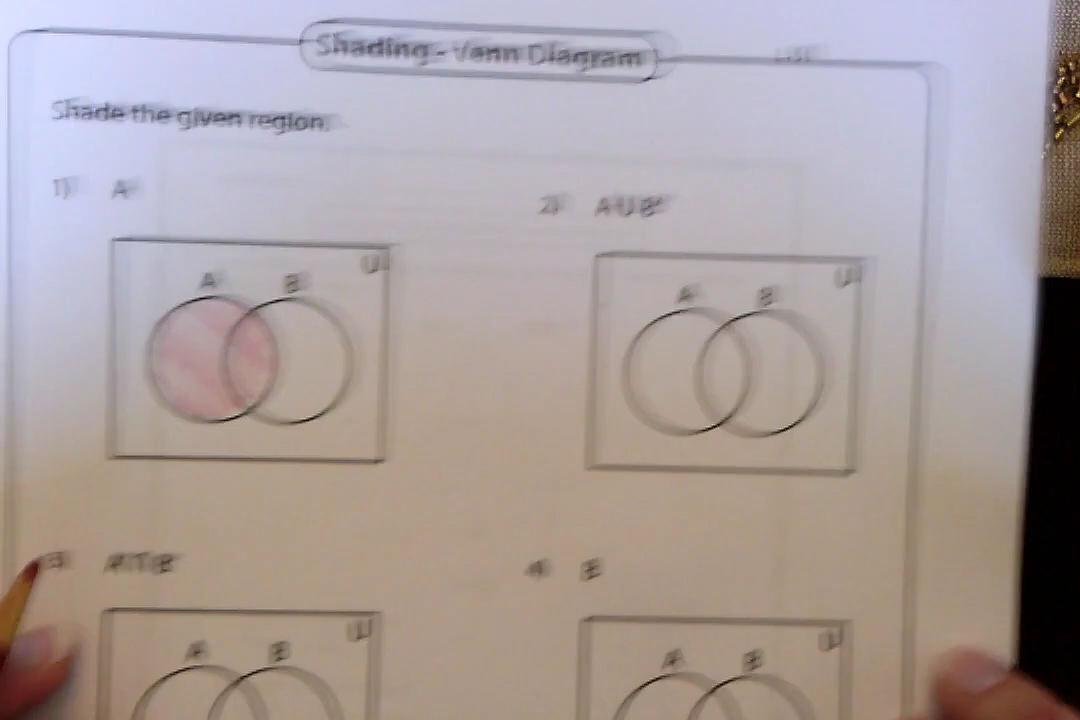 Shading - Venn Diagram
Shade the given region.
1) A
2) A U B
A
B
U
A
B
U
3) A ∩ B
4) B
A
B
U
A
B
U